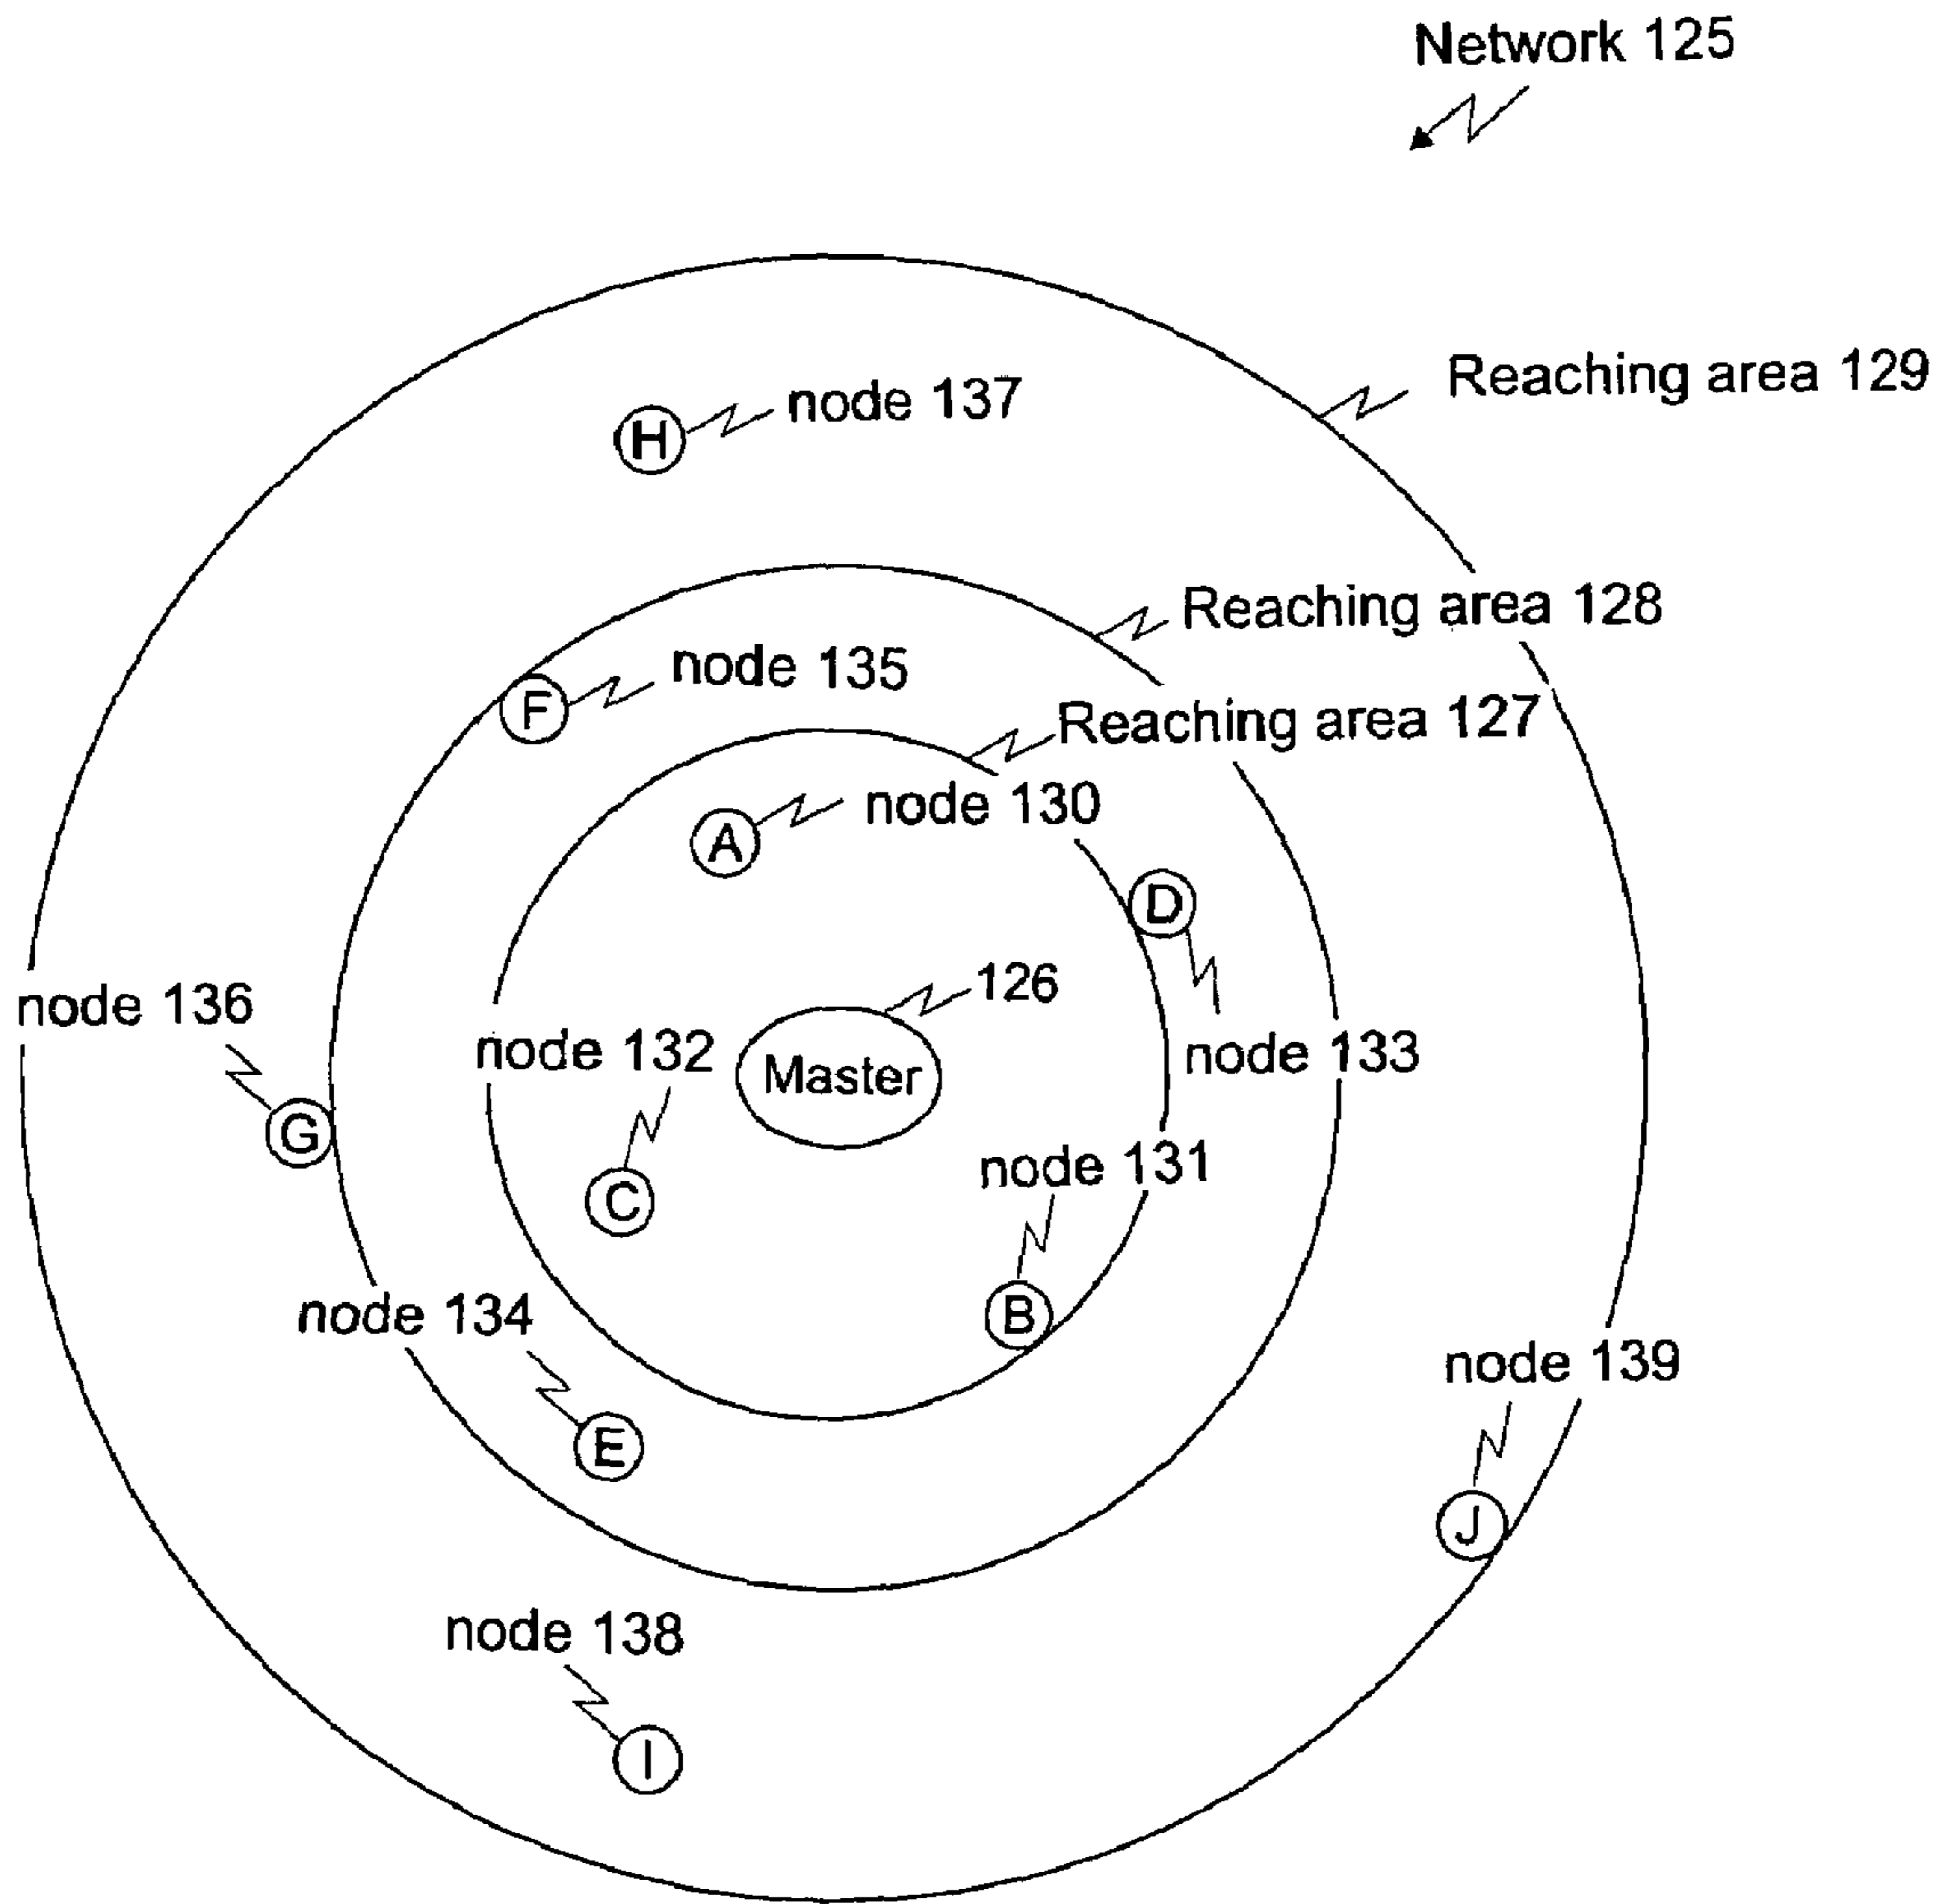 Network 125
Reaching area 129
node 137
H
Reaching area 128
node 135
F
Reaching area 127
node 130
A
D
126
node 136
node 132
Master
node 133
G
node 131
C
node 134
B
node 139
E
J
node 138
I